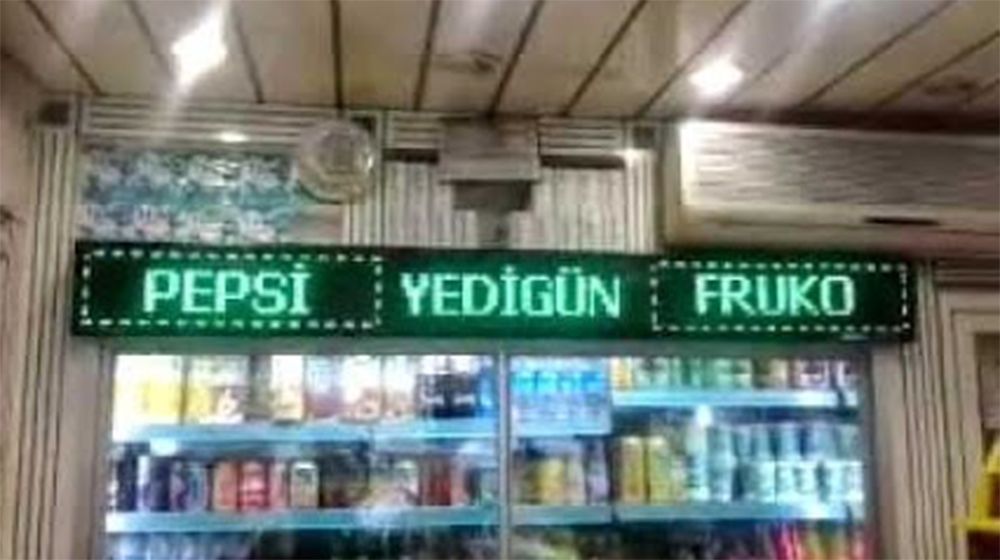 PEPSİ YEDİGÜN FRUKO